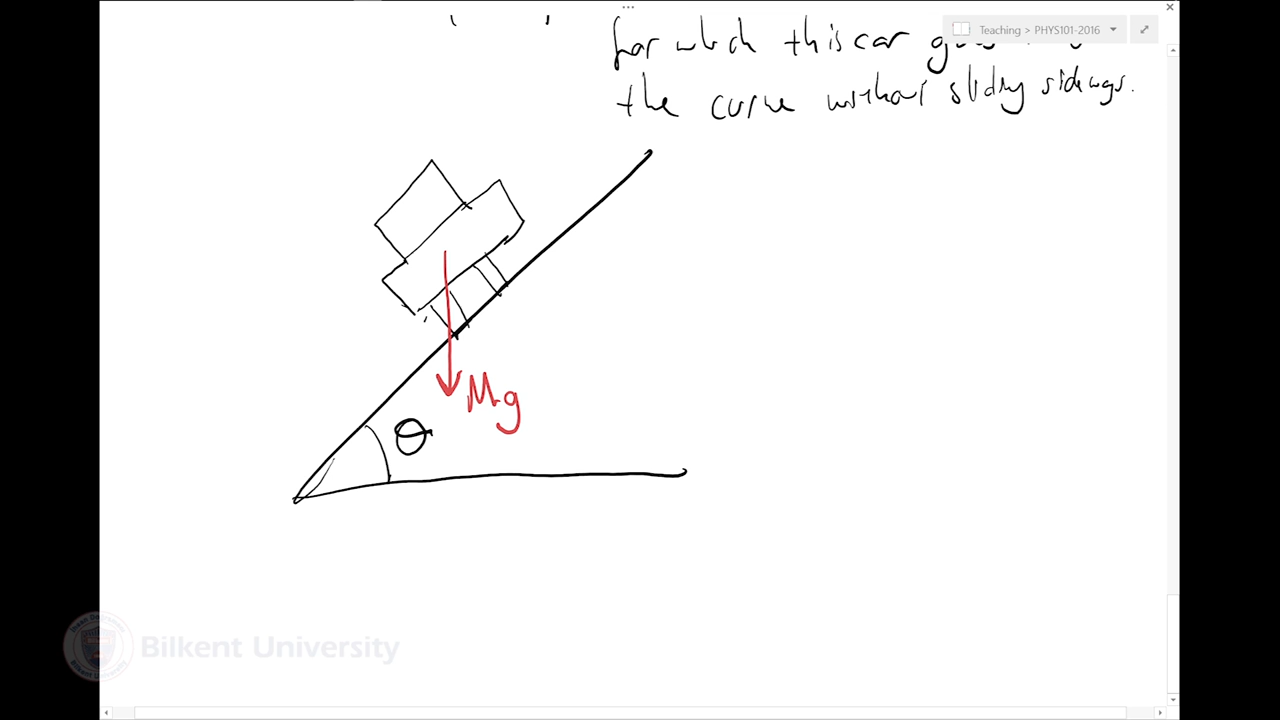 Teaching > PHYS101-2016
for which this car
the curve without sliding sideways.
Mg
θ
Bilkent University